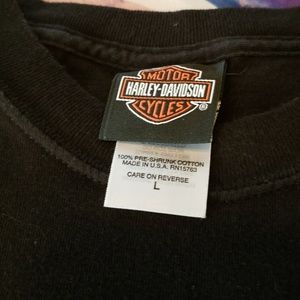 MOTOR
HARLEY-DAVIDSON
CYCLES®
100% PRE-SHRUNK COTTON
MADE IN U.S.A. RN15763
CARE ON REVERSE
L